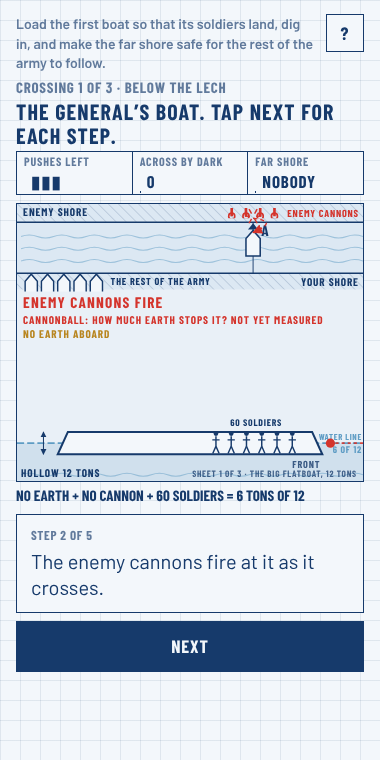 Load the first boat so that its soldiers land, dig
in, and make the far shore safe for the rest of the
army to follow.
?
CROSSING 1 OF 3 · BELOW THE LECH
THE GENERAL'S BOAT. TAP NEXT FOR
EACH STEP.
PUSHES LEFT
ACROSS BY DARK
0
FAR SHORE
NOBODY
ENEMY SHORE
ENEMY CANNONS
THE REST OF THE ARMY
YOUR SHORE
ENEMY CANNONS FIRE
CANNONBALL: HOW MUCH EARTH STOPS IT? NOT YET MEASURED
NO EARTH ABOARD
60 SOLDIERS
WATER LINE
6 OF 12
FRONT
HOLLOW 12 TONS
SHEET 1 OF 3 · THE BIG FLATBOAT, 12 TONS
NO EARTH + NO CANNON + 60 SOLDIERS = 6 TONS OF 12
STEP 2 OF 5
The enemy cannons fire at it as it
crosses.
NEXT